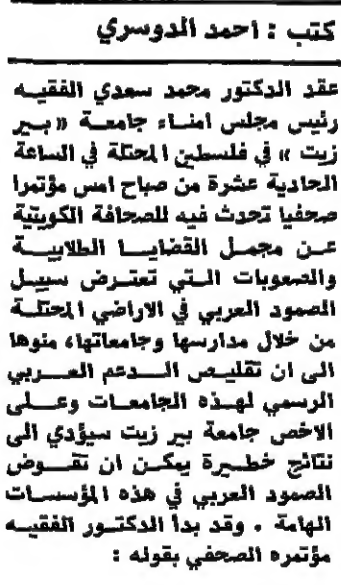 كتب : احمد الدوسري
عقد الدكتور محمد سعدي الفقيه
رئيس مجلس امناء جامعة « بير
زيت » في فلسطين المحتلة في الساعة
الحادية عشرة من صباح امس مؤتمرا
صحفيا تحدث فيه للصحافة الكويتية
عن مجمل القضايا الطلابية
والصعوبات التي تعترض سبيل
الصمود العربي في الاراضي المحتلة
من خلال مدارسها وجامعاتها، منوها
الى ان تقليص الدعم العربي
الرسمي لهذه الجامعات وعلى
الاخص جامعة بير زيت سيؤدي الى
نتائج خطيرة يمكن ان تقوض
الصمود العربي في هذه المؤسسات
الهامة . وقد بدأ الدكتور الفقيه
مؤتمره الصحفي بقوله :